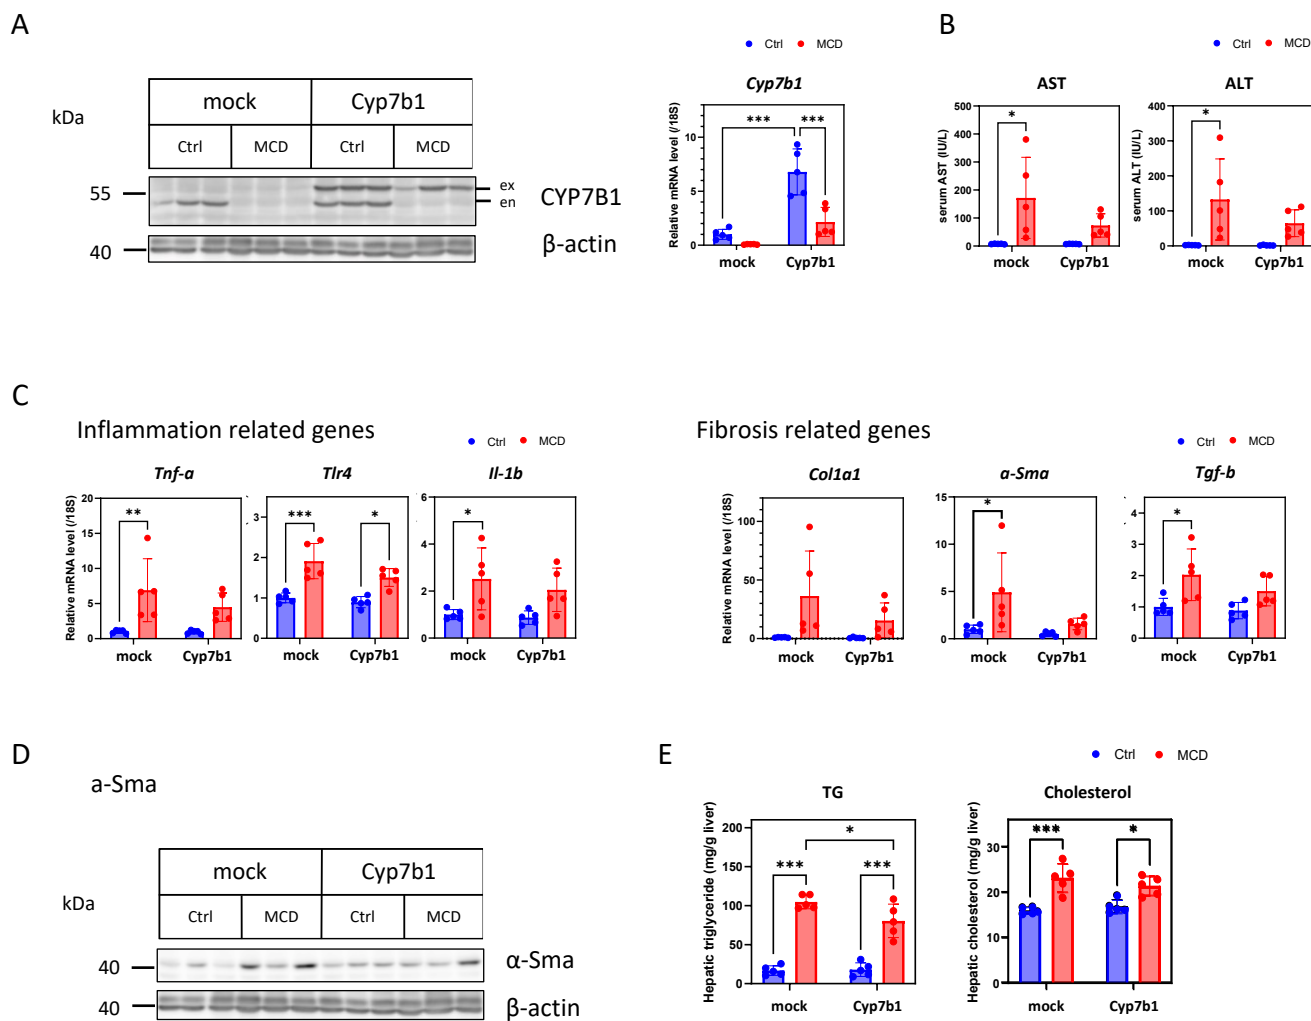 A
mock Cyp7b1
kDa
Ctrl MCD Ctrl MCD
55
ex
en
CYP7B1
40
β-actin
Ctrl MCD
Cyp7b1
Relative mRNA level (/18S)
10
5
0
*** ***
mock Cyp7b1
B
Ctrl MCD
AST
serum AST (IU/L)
500
400
300
200
100
0
*
mock Cyp7b1
ALT
serum ALT (IU/L)
400
300
200
100
0
*
mock Cyp7b1
C
Inflammation related genes
Ctrl MCD
Tnf-a
Relative mRNA level (/18S)
20
15
10
5
0
**
mock Cyp7b1
Tlr4
3
2
1
0
*** *
mock Cyp7b1
Il-1b
6
4
2
0
*
mock Cyp7b1
Fibrosis related genes
Ctrl MCD
Col1a1
Relative mRNA level (/18S)
100
50
0
mock Cyp7b1
a-Sma
15
10
5
0
*
mock Cyp7b1
Tgf-b
4
3
2
1
0
*
mock Cyp7b1
D
a-Sma
mock Cyp7b1
kDa
Ctrl MCD Ctrl MCD
40
α-Sma
40
β-actin
E
Ctrl MCD
TG
Hepatic triglyceride (mg/g liver)
200
150
100
50
0
*
*** ***
mock Cyp7b1
Cholesterol
Hepatic cholesterol (mg/g liver)
30
20
10
0
*** *
mock Cyp7b1